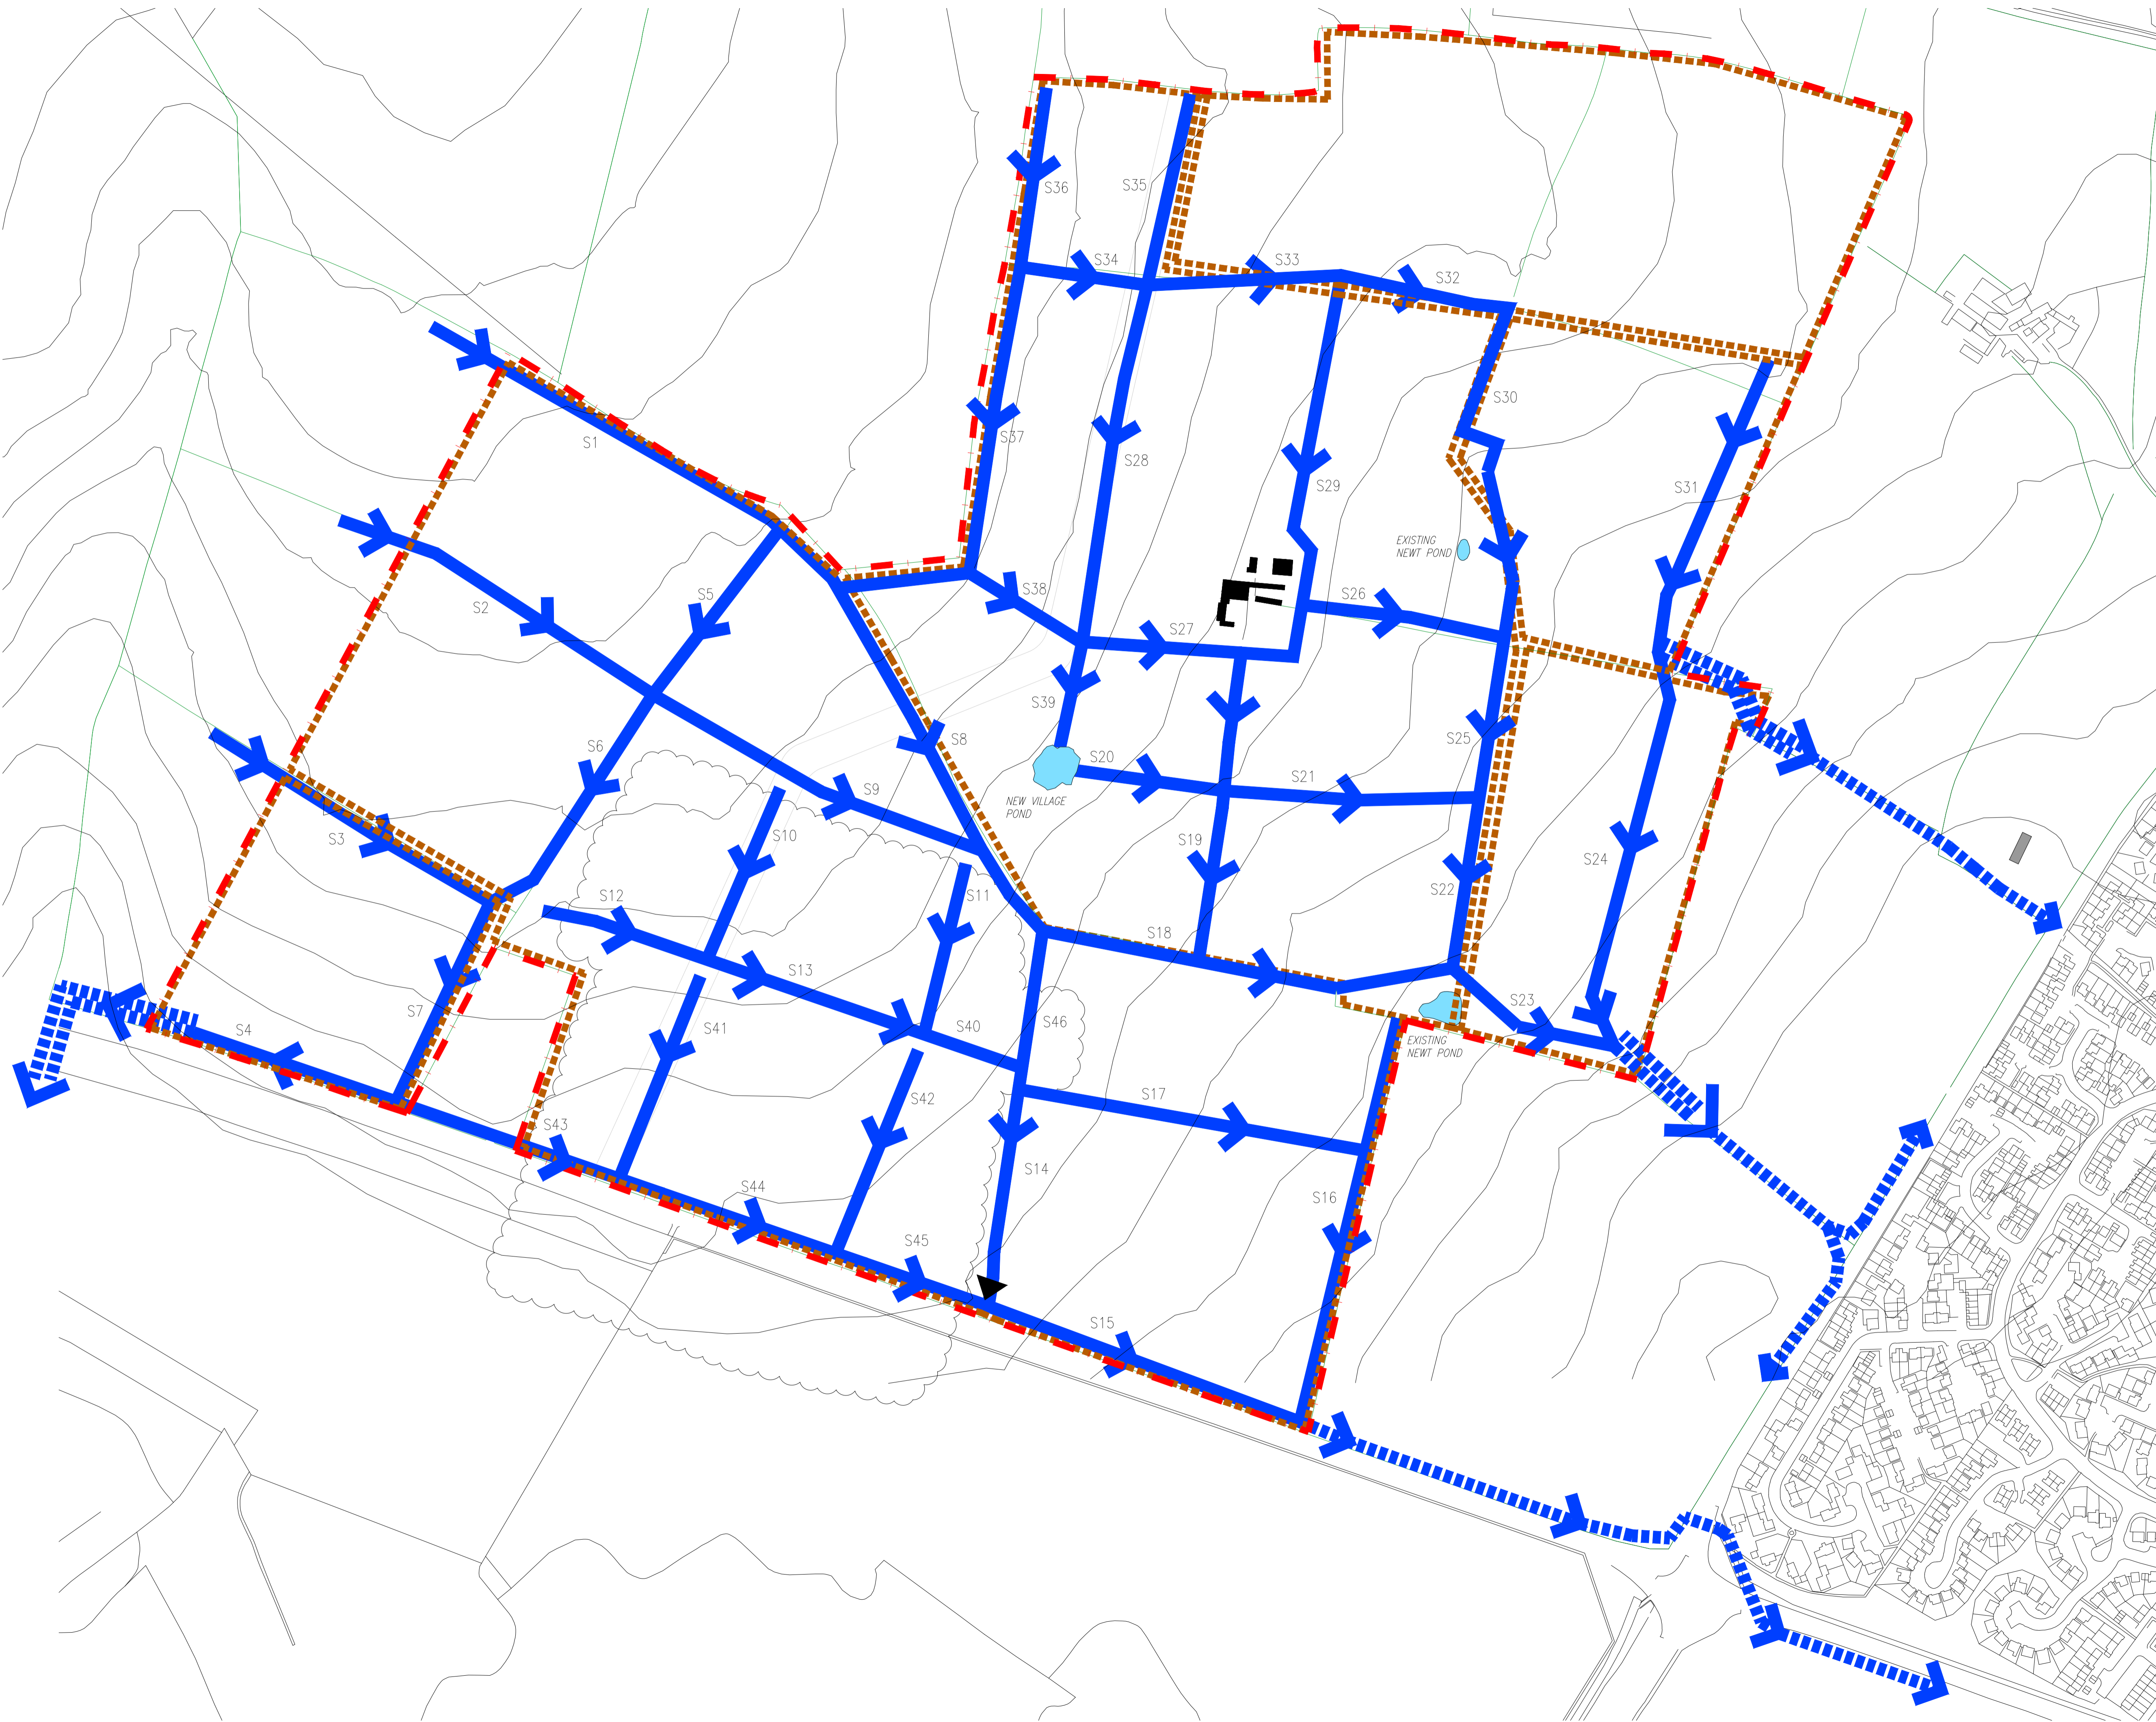 S36
S35
S34
S33
S32
S30
S1
S37
S28
S29
S31
EXISTING
NEWT POND
S2
S5
S38
S27
S26
S39
S6
S8
S20
S21
S25
NEW VILLAGE
POND
S9
S3
S10
S19
S24
S12
S11
S22
S18
S13
S23
S4
S7
S41
S40
S46
EXISTING
NEWT POND
S42
S17
S43
S14
S44
S16
S45
S15